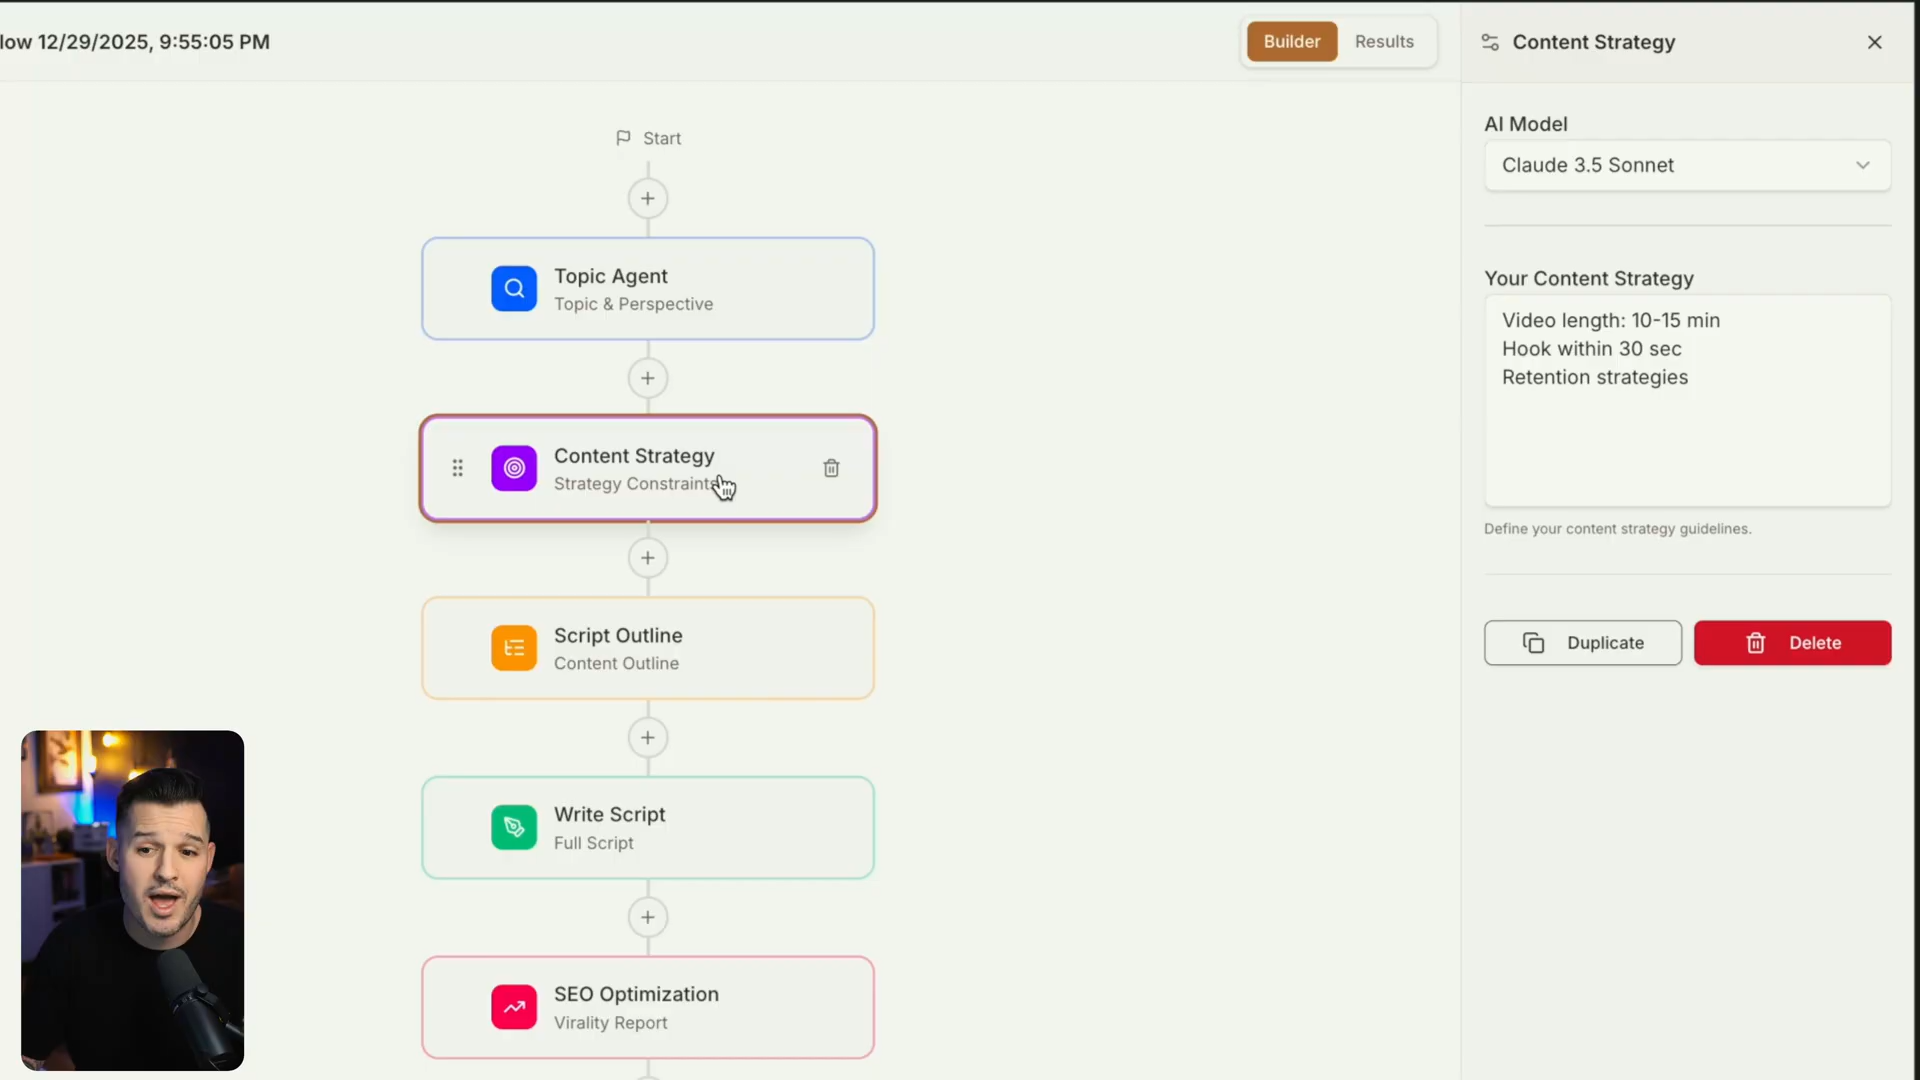 low 12/29/2025, 9:55:05 PM
Builder
Results
Start
Topic Agent
Topic & Perspective
Content Strategy
Strategy Constraints
Script Outline
Content Outline
Write Script
Full Script
SEO Optimization
Virality Report
Content Strategy
AI Model
Claude 3.5 Sonnet
Your Content Strategy
Video length: 10-15 min
Hook within 30 sec
Retention strategies
Define your content strategy guidelines.
Duplicate
Delete